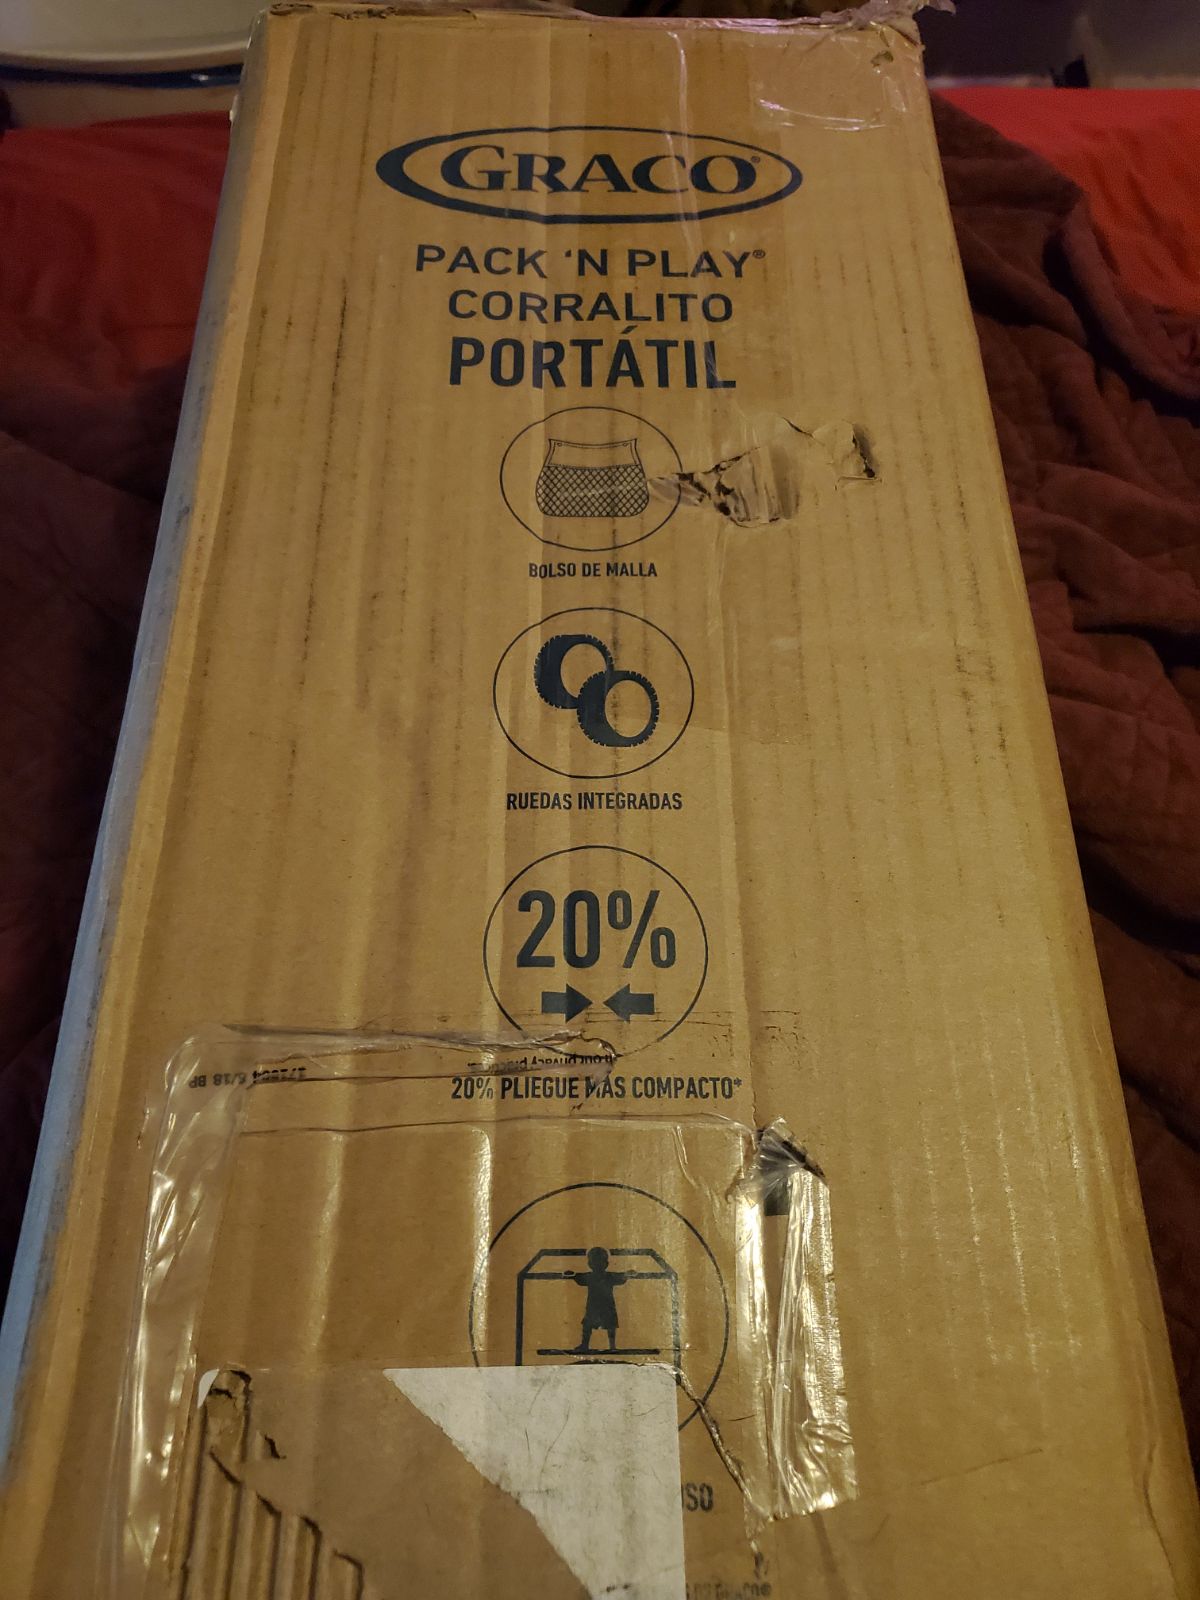 GRACO®
PACK 'N PLAY®
CORRALITO
PORTÁTIL
BOLSO DE MALLA
RUEDAS INTEGRADAS
20%
20% PLIEGUE MÁS COMPACTO*